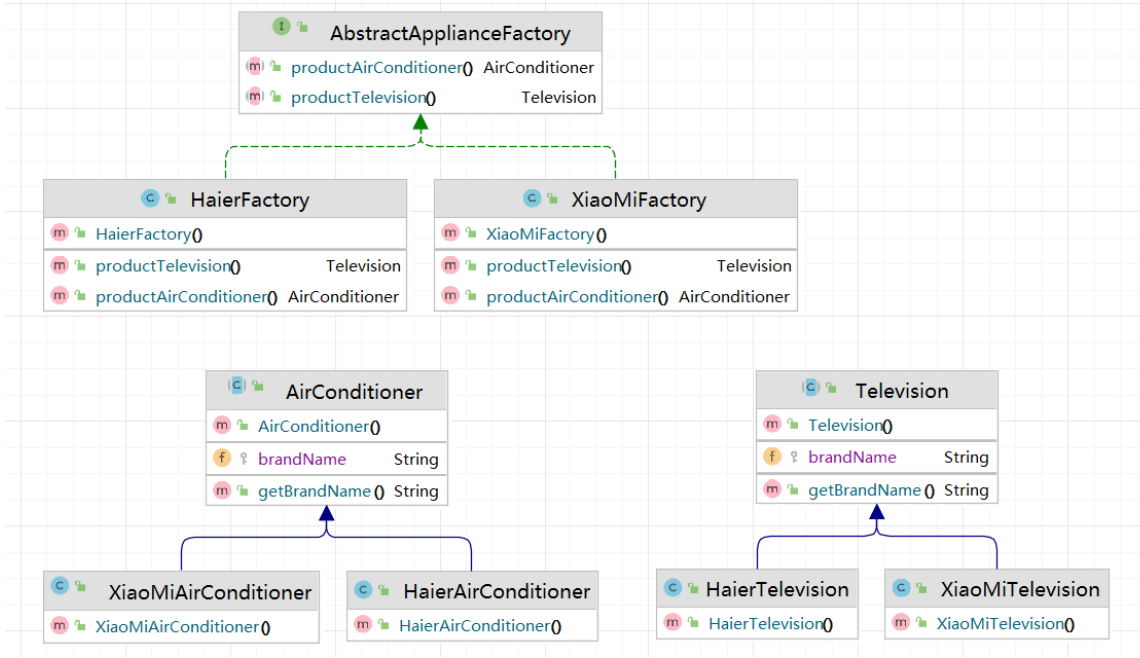 I AbstractApplianceFactory
m productAirConditioner() AirConditioner
m productTelevision() Television
C HaierFactory
m HaierFactory()
m productTelevision() Television
m productAirConditioner() AirConditioner
C XiaoMiFactory
m XiaoMiFactory()
m productTelevision() Television
m productAirConditioner() AirConditioner
C AirConditioner
m AirConditioner()
f brandName String
m getBrandName() String
C Television
m Television()
f brandName String
m getBrandName() String
C XiaoMiAirConditioner
m XiaoMiAirConditioner()
C HaierAirConditioner
m HaierAirConditioner()
C HaierTelevision
m HaierTelevision()
C XiaoMiTelevision
m XiaoMiTelevision()